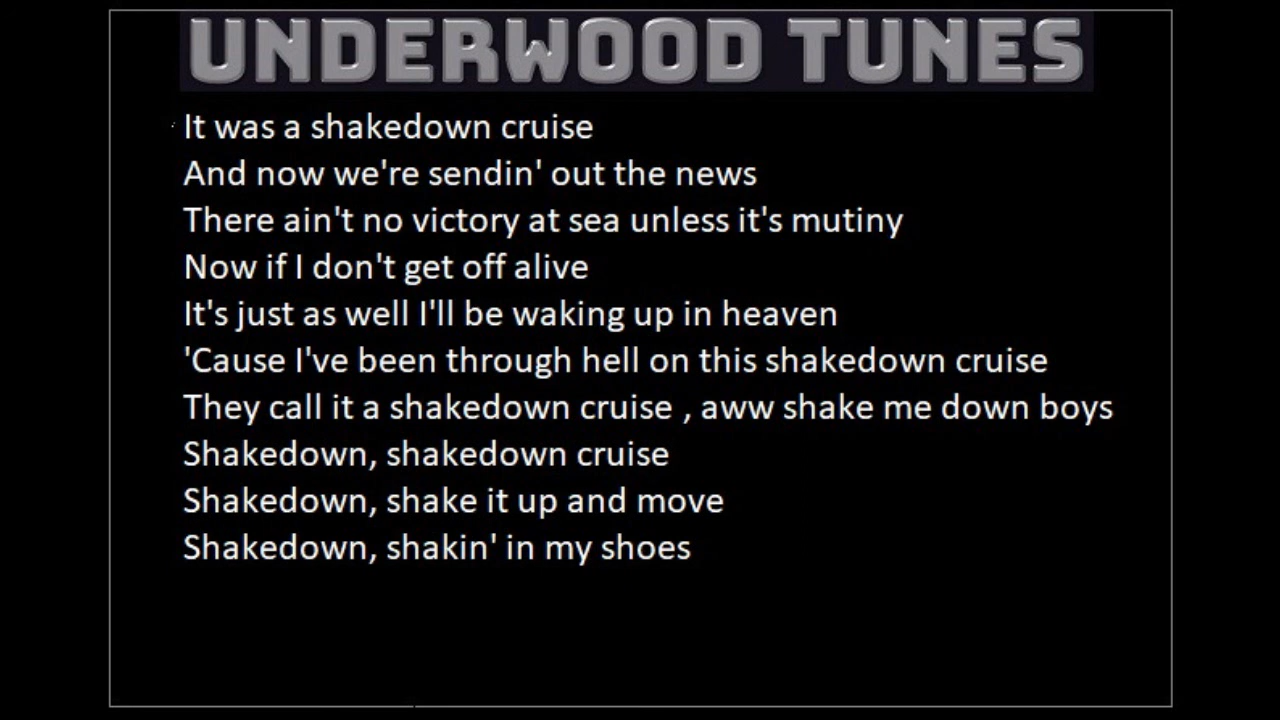 UNDERWOOD TUNES
It was a shakedown cruise
And now we're sendin' out the news
There ain't no victory at sea unless it's mutiny
Now if I don't get off alive
It's just as well I'll be waking up in heaven
'Cause I've been through hell on this shakedown cruise
They call it a shakedown cruise , aww shake me down boys
Shakedown, shakedown cruise
Shakedown, shake it up and move
Shakedown, shakin' in my shoes